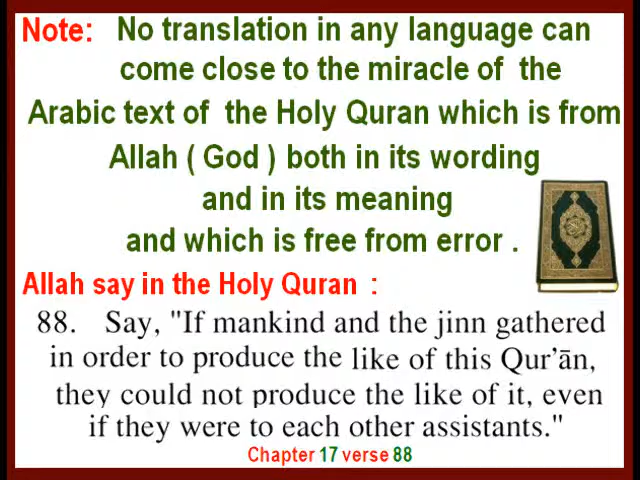 Note: No translation in any language can
come close to the miracle of the
Arabic text of the Holy Quran which is from
Allah ( God ) both in its wording
and in its meaning
and which is free from error .
Allah say in the Holy Quran :
88. Say, "If mankind and the jinn gathered
in order to produce the like of this Qur’ān,
they could not produce the like of it, even
if they were to each other assistants."
Chapter 17 verse 88